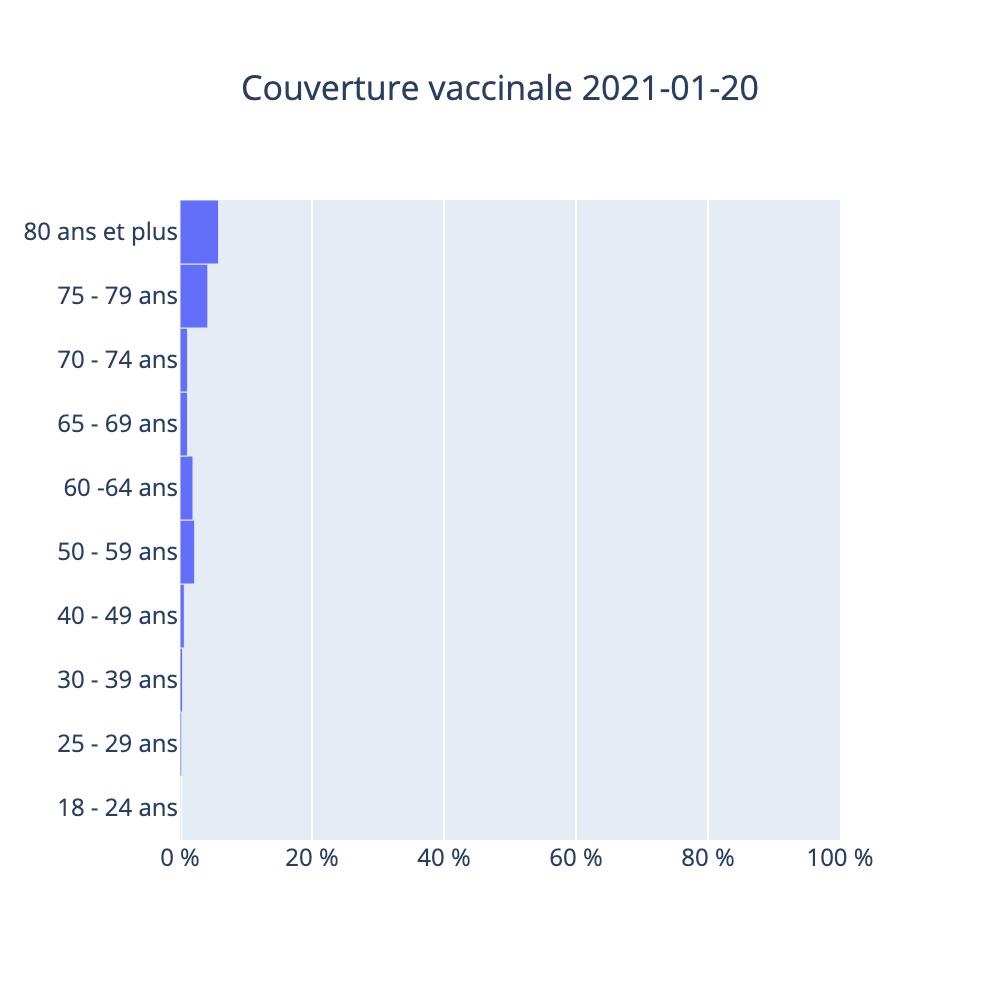 Couverture vaccinale 2021-01-20
80 ans et plus
75 - 79 ans
70 - 74 ans
65 - 69 ans
60 -64 ans
50 - 59 ans
40 - 49 ans
30 - 39 ans
25 - 29 ans
18 - 24 ans
0 % 20 % 40 % 60 % 80 % 100 %